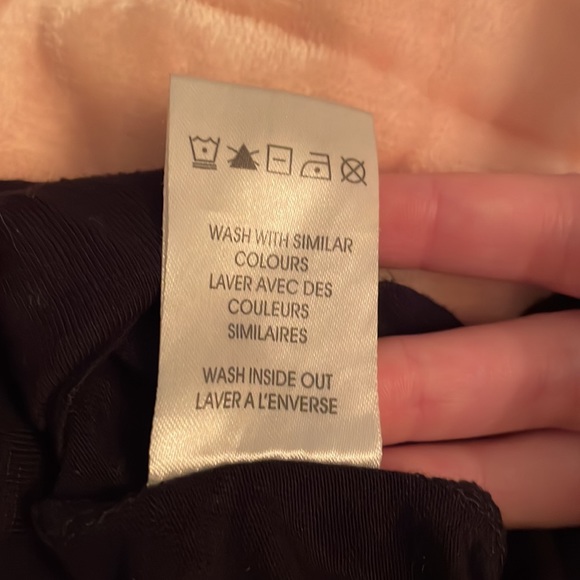 WASH WITH SIMILAR
COLOURS
LAVER AVEC DES
COULEURS
SIMILAIRES
WASH INSIDE OUT
LAVER A L'ENVERSE